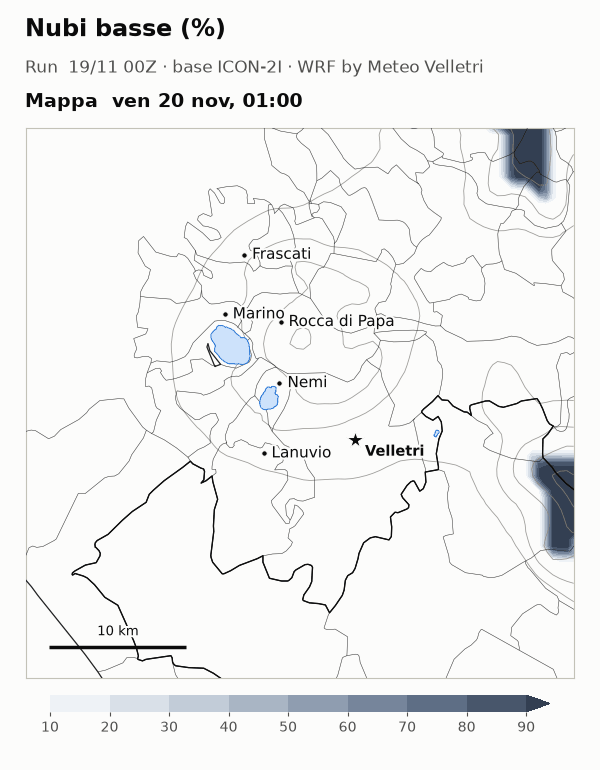 Nubi basse (%)
Run  19/11 00Z · base ICON-2I · WRF by Meteo Velletri
Mappa  ven 20 nov, 01:00
Frascati
Marino
Rocca di Papa
Nemi
Velletri
Lanuvio
10 km
10 20 30 40 50 60 70 80 90